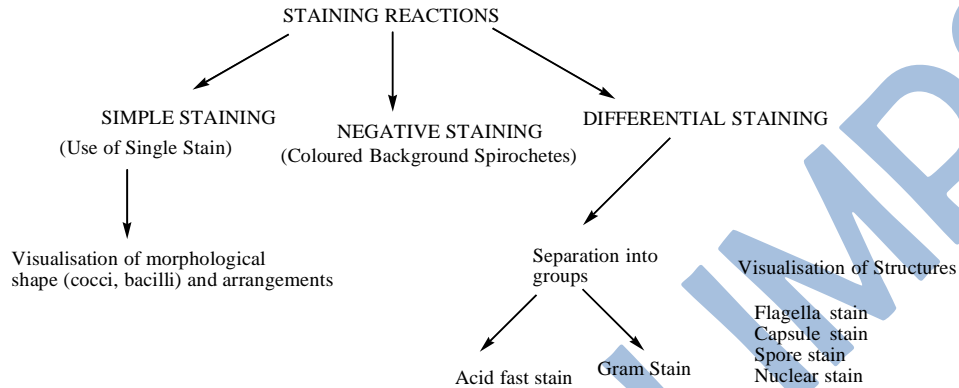 STAINING REACTIONS
SIMPLE STAINING
(Use of Single Stain)
NEGATIVE STAINING
(Coloured Background Spirochetes)
DIFFERENTIAL STAINING
Visualisation of morphological
shape (cocci, bacilli) and arrangements
Separation into
groups
Visualisation of Structures
Acid fast stain
Gram Stain
Flagella stain
Capsule stain
Spore stain
Nuclear stain